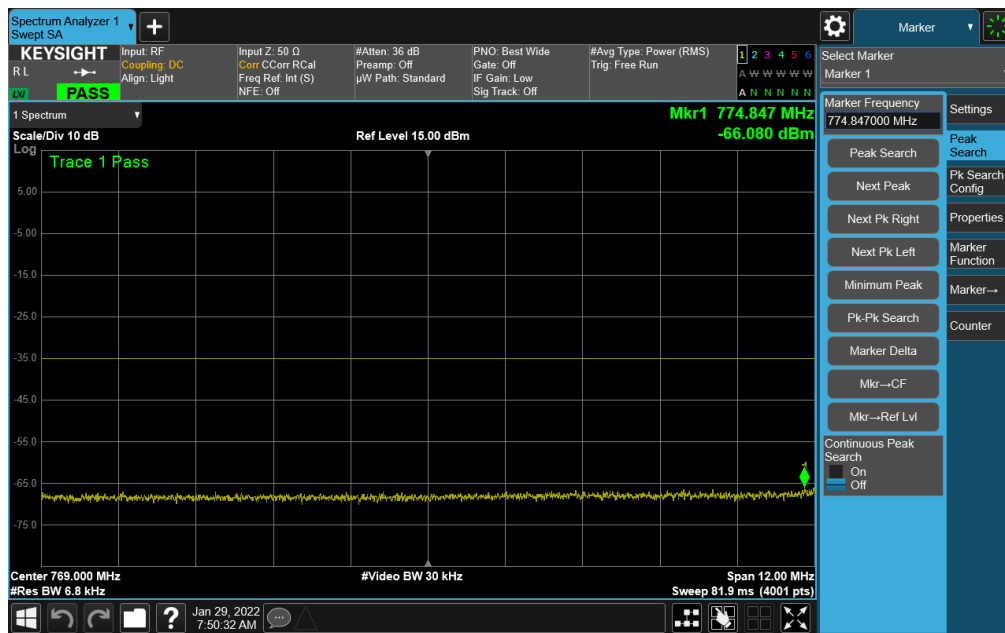 Spectrum Analyzer 1
Swept SA
KEYSIGHT
R L
LXI
PASS
Input: RF
Coupling: DC
Align: Light
Input Z: 50 Ω
Corr CCorr RCal
Freq Ref: Int (S)
NFE: Off
#Atten: 36 dB
Preamp: Off
µW Path: Standard
PNO: Best Wide
Gate: Off
IF Gain: Low
Sig Track: Off
#Avg Type: Power (RMS)
Trig: Free Run
1 2 3 4 5 6
A W W W W W
A N N N N N
1 Spectrum
Scale/Div 10 dB
Ref Level 15.00 dBm
Mkr1 774.847 MHz
-66.080 dBm
Log
Trace 1 Pass
5.00
-5.00
-15.0
-25.0
-35.0
-45.0
-55.0
-65.0
-75.0
1
Center 769.000 MHz
#Res BW 6.8 kHz
#Video BW 30 kHz
Span 12.00 MHz
Sweep 81.9 ms (4001 pts)
?
Jan 29, 2022
7:50:32 AM
Marker
Select Marker
Marker 1
Marker Frequency
774.847000 MHz
Peak Search
Next Peak
Next Pk Right
Next Pk Left
Minimum Peak
Pk-Pk Search
Marker Delta
Mkr→CF
Mkr→Ref Lvl
Continuous Peak
Search
On
Off
Settings
Peak
Search
Pk Search
Config
Properties
Marker
Function
Marker→
Counter